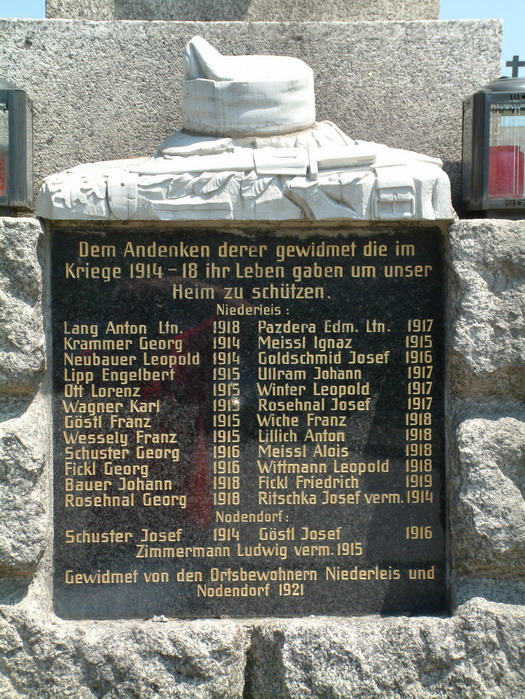 Dem Andenken derer gewidmet die im
Kriege 1914-18 ihr Leben gaben um unser
Heim zu schützen.
Niederleis:
Lang Anton Ltn. 1918 Pazdera Edm. Ltn. 1917
Krammer Georg 1914 Meissl Ignaz 1915
Neubauer Leopold 1914 Goldschmid Josef 1916
Lipp Engelbert 1915 Ullram Johann 1917
Ott Lorenz 1915 Winter Leopold 1917
Wagner Karl 1915 Rosehnal Josef 1917
Göstl Franz 1915 Wiche Franz 1918
Wessely Franz 1915 Lillich Anton 1918
Schuster Georg 1916 Meissl Alois 1918
Fickl Georg 1916 Wittmann Leopold 1918
Bauer Johann 1918 Fickl Friedrich 1919
Rosehnal Georg 1918 Ritschka Josef verm. 1914
Nodendorf:
Schuster Josef 1914 Göstl Josef 1916
Zimmermann Ludwig verm. 1915
Gewidmet von den Ortsbewohnern Niederleis und
Nodendorf 1921